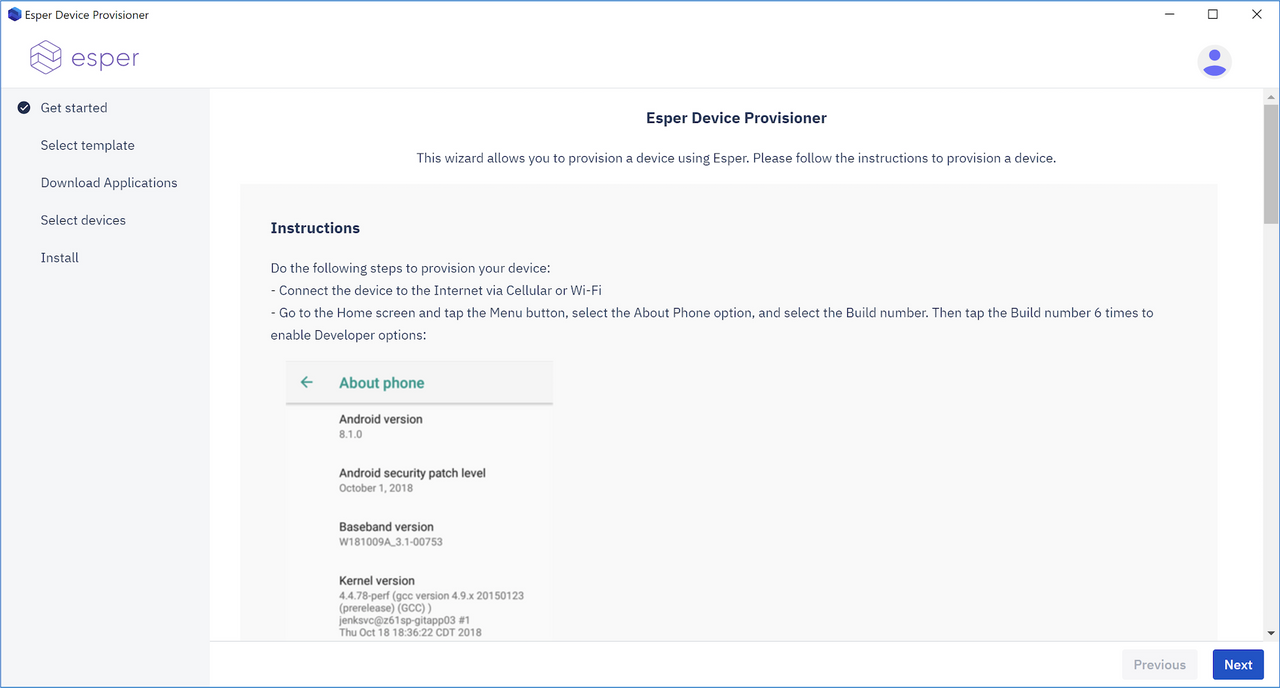 Esper Device Provisioner
esper
Get started
Select template
Download Applications
Select devices
Install
Esper Device Provisioner
This wizard allows you to provision a device using Esper. Please follow the instructions to provision a device.
Instructions
Do the following steps to provision your device:
- Connect the device to the Internet via Cellular or Wi-Fi
- Go to the Home screen and tap the Menu button, select the About Phone option, and select the Build number. Then tap the Build number 6 times to
enable Developer options:
About phone
Android version
8.1.0
Android security patch level
October 1, 2018
Baseband version
W181009A_3.1-00753
Kernel version
4.4.78-perf (gcc version 4.9.x 20150123
(prerelease) (GCC) )
jenksvc@z61sp-gitapp03 #1
Thu Oct 18 18:36:22 CDT 2018
Previous
Next